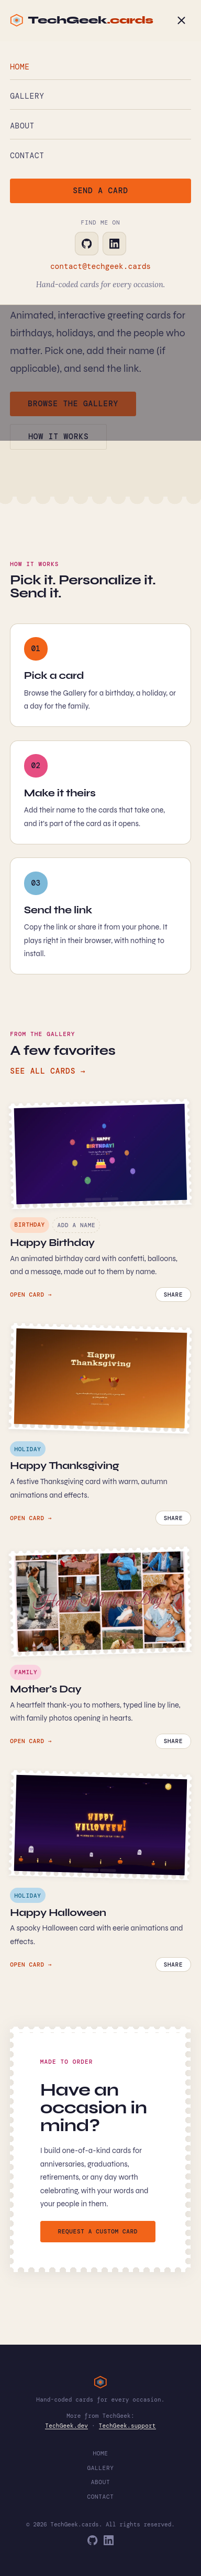 TechGeek.cards
HOME
GALLERY
ABOUT
CONTACT
SEND A CARD
FIND ME ON
contact@techgeek.cards
Hand-coded cards for every occasion.
Animated, interactive greeting cards for
birthdays, holidays, and the people who
matter. Pick one, add their name (if
applicable), and send the link.
BROWSE THE GALLERY
HOW IT WORKS
HOW IT WORKS
Pick it. Personalize it.
Send it.
01
Pick a card
Browse the Gallery for a birthday, a holiday, or
a day for the family.
02
Make it theirs
Add their name to the cards that take one,
and it's part of the card as it opens.
03
Send the link
Copy the link or share it from your phone. It
plays right in their browser, with nothing to
install.
FROM THE GALLERY
A few favorites
SEE ALL CARDS →
HAPPY
BIRTHDAY!
BIRTHDAY
ADD A NAME
Happy Birthday
An animated birthday card with confetti, balloons,
and a message, made out to them by name.
OPEN CARD →
SHARE
Happy
Thanksgiving
HOLIDAY
Happy Thanksgiving
A festive Thanksgiving card with warm, autumn
animations and effects.
OPEN CARD →
SHARE
Happy Mother's Day!
FAMILY
Mother's Day
A heartfelt thank-you to mothers, typed line by line,
with family photos opening in hearts.
OPEN CARD →
SHARE
HAPPY
HALLOWEEN!
HOLIDAY
Happy Halloween
A spooky Halloween card with eerie animations and
effects.
OPEN CARD →
SHARE
MADE TO ORDER
Have an
occasion in
mind?
I build one-of-a-kind cards for
anniversaries, graduations,
retirements, or any day worth
celebrating, with your words and
your people in them.
REQUEST A CUSTOM CARD
Hand-coded cards for every occasion.
More from TechGeek:
TechGeek.dev · TechGeek.support
HOME
GALLERY
ABOUT
CONTACT
© 2026 TechGeek.cards. All rights reserved.